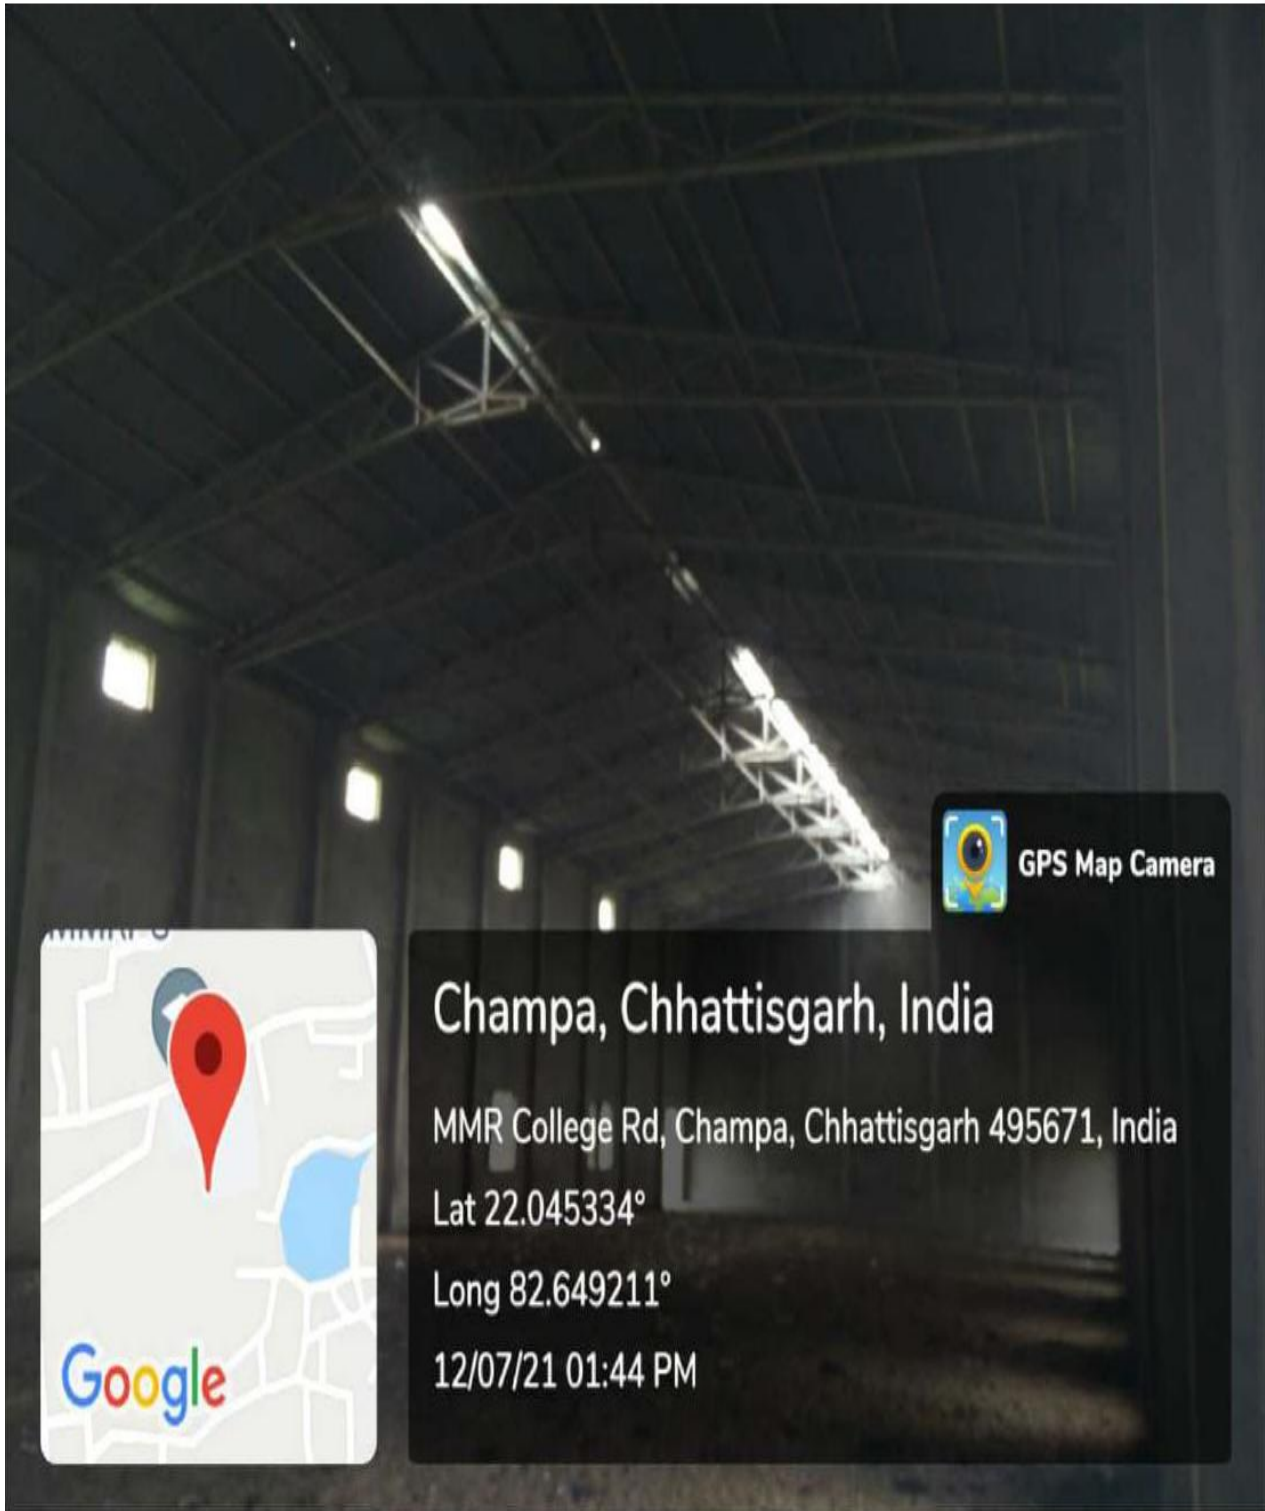 GPS Map Camera
Champa, Chhattisgarh, India
MMR College Rd, Champa, Chhattisgarh 495671, India
Lat 22.045334°
Long 82.649211°
12/07/21 01:44 PM
Google